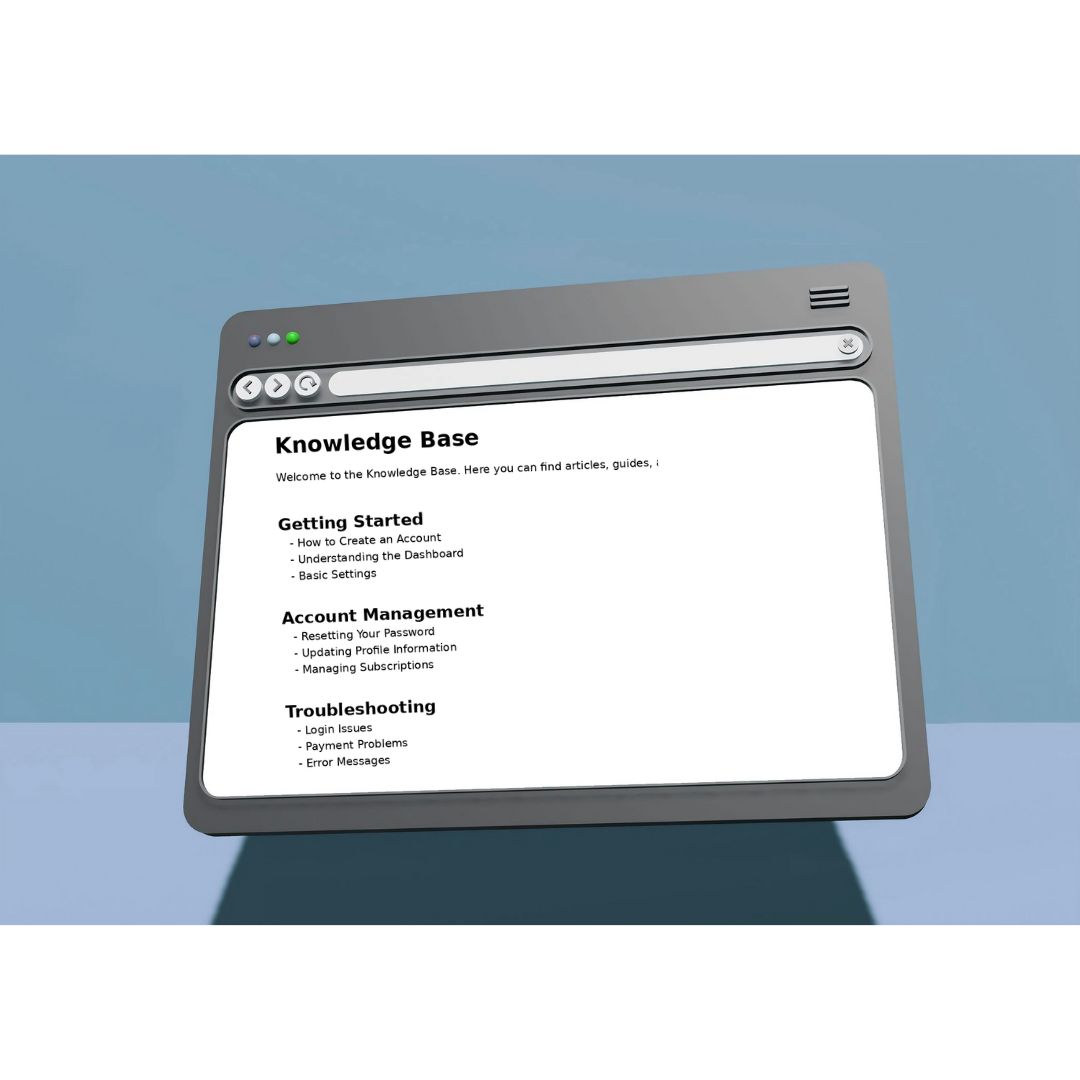 Knowledge Base
Welcome to the Knowledge Base. Here you can find articles, guides,
Getting Started
- How to Create an Account
- Understanding the Dashboard
- Basic Settings
Account Management
- Resetting Your Password
- Updating Profile Information
- Managing Subscriptions
Troubleshooting
- Login Issues
- Payment Problems
- Error Messages